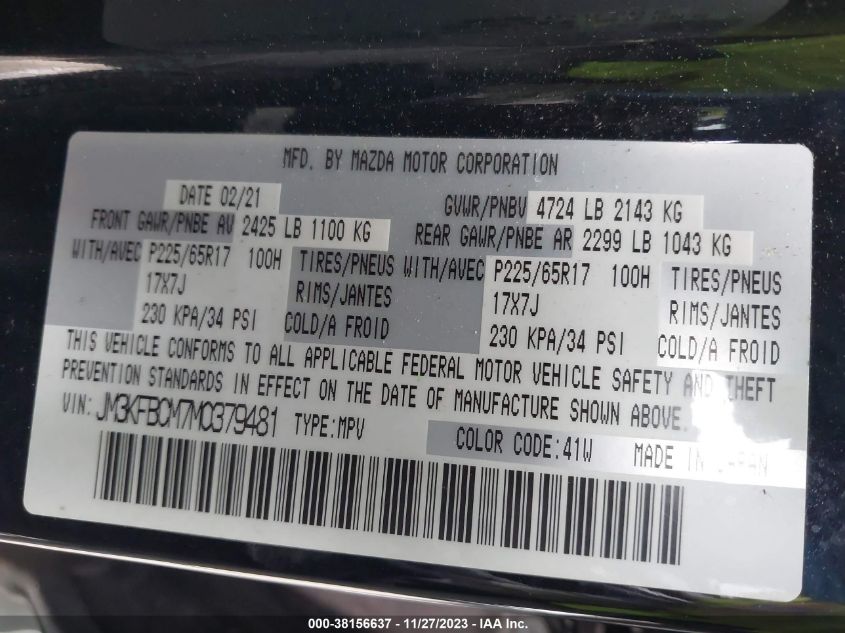 MFD. BY MAZDA MOTOR CORPORATION
DATE 02/21
GVWR/PNBV 4724 LB 2143 KG
FRONT GAWR/PNBE AV 2425 LB 1100 KG
REAR GAWR/PNBE AR 2299 LB 1043 KG
WITH/AVEC P225/65R17 100H TIRES/PNEUS WITH/AVEC P225/65R17 100H TIRES/PNEUS
17X7J RIMS/JANTES 17X7J RIMS/JANTES
230 KPA/34 PSI COLD/A FROID 230 KPA/34 PSI COLD/A FROID
THIS VEHICLE CONFORMS TO ALL APPLICABLE FEDERAL MOTOR VEHICLE SAFETY AND THEFT
PREVENTION STANDARDS IN EFFECT ON THE DATE OF MANUFACTURE SHOWN ABOVE.
VIN: JM3KFBCM7M0379481 TYPE:MPV
COLOR CODE:41W MADE IN JAPAN
000-38156637 - 11/27/2023 - IAA Inc.